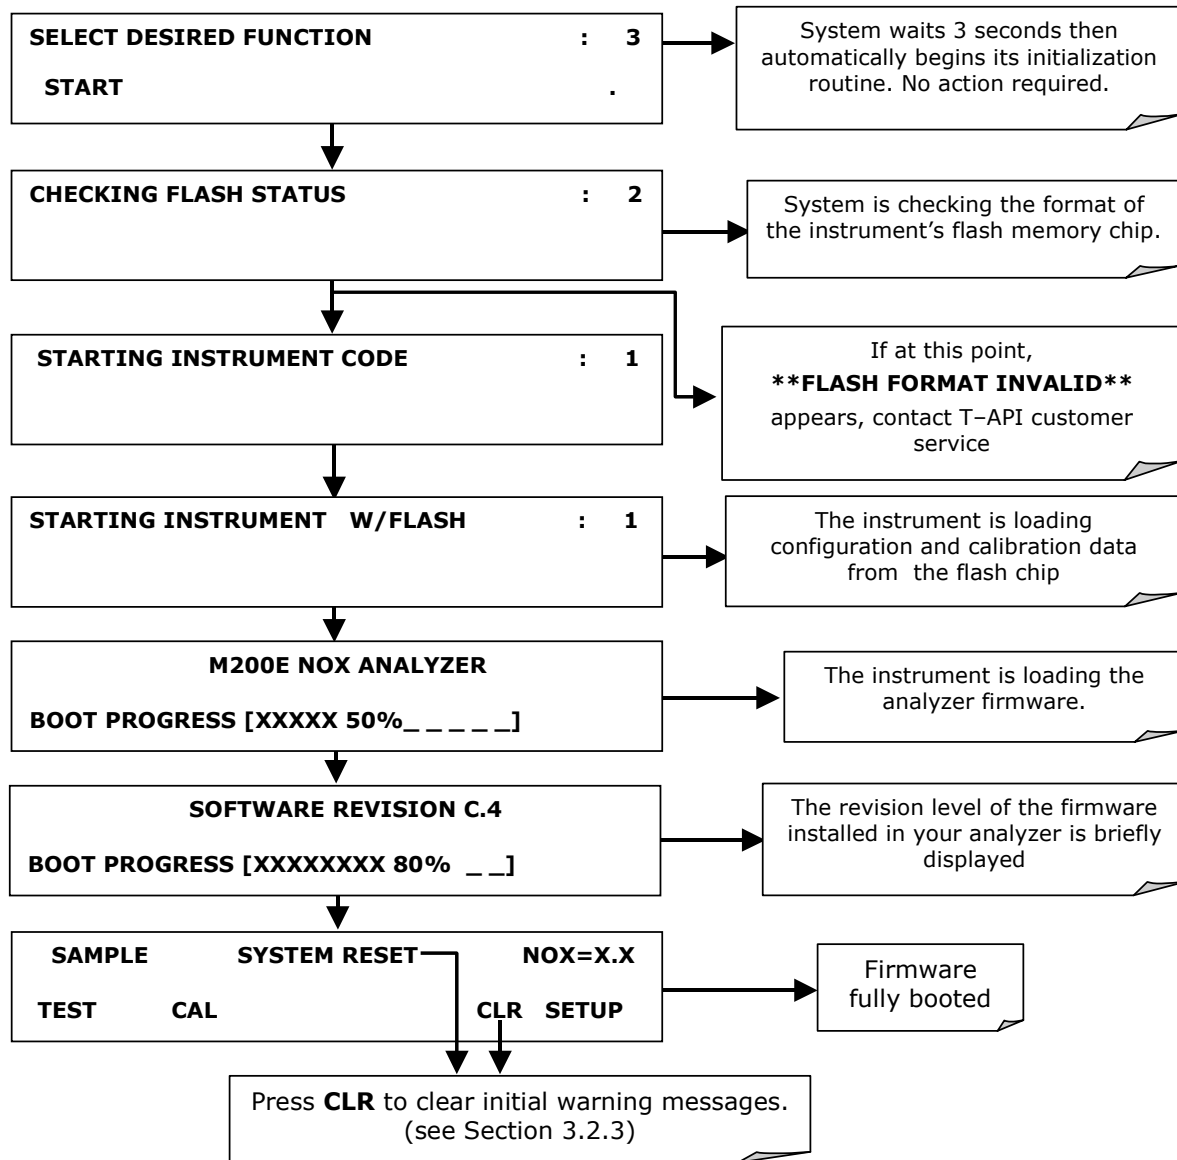 SELECT DESIRED FUNCTION : 3
START .
System waits 3 seconds then
automatically begins its initialization
routine. No action required.
CHECKING FLASH STATUS : 2
System is checking the format of
the instrument’s flash memory chip.
STARTING INSTRUMENT CODE : 1
If at this point,
**FLASH FORMAT INVALID**
appears, contact T–API customer
service
STARTING INSTRUMENT W/FLASH : 1
The instrument is loading
configuration and calibration data
from the flash chip
M200E NOX ANALYZER
BOOT PROGRESS [XXXXX 50%_ _ _ _ _]
The instrument is loading the
analyzer firmware.
SOFTWARE REVISION C.4
BOOT PROGRESS [XXXXXXXX 80% _ _]
The revision level of the firmware
installed in your analyzer is briefly
displayed
SAMPLE SYSTEM RESET NOX=X.X
TEST CAL CLR SETUP
Firmware
fully booted
Press CLR to clear initial warning messages.
(see Section 3.2.3)